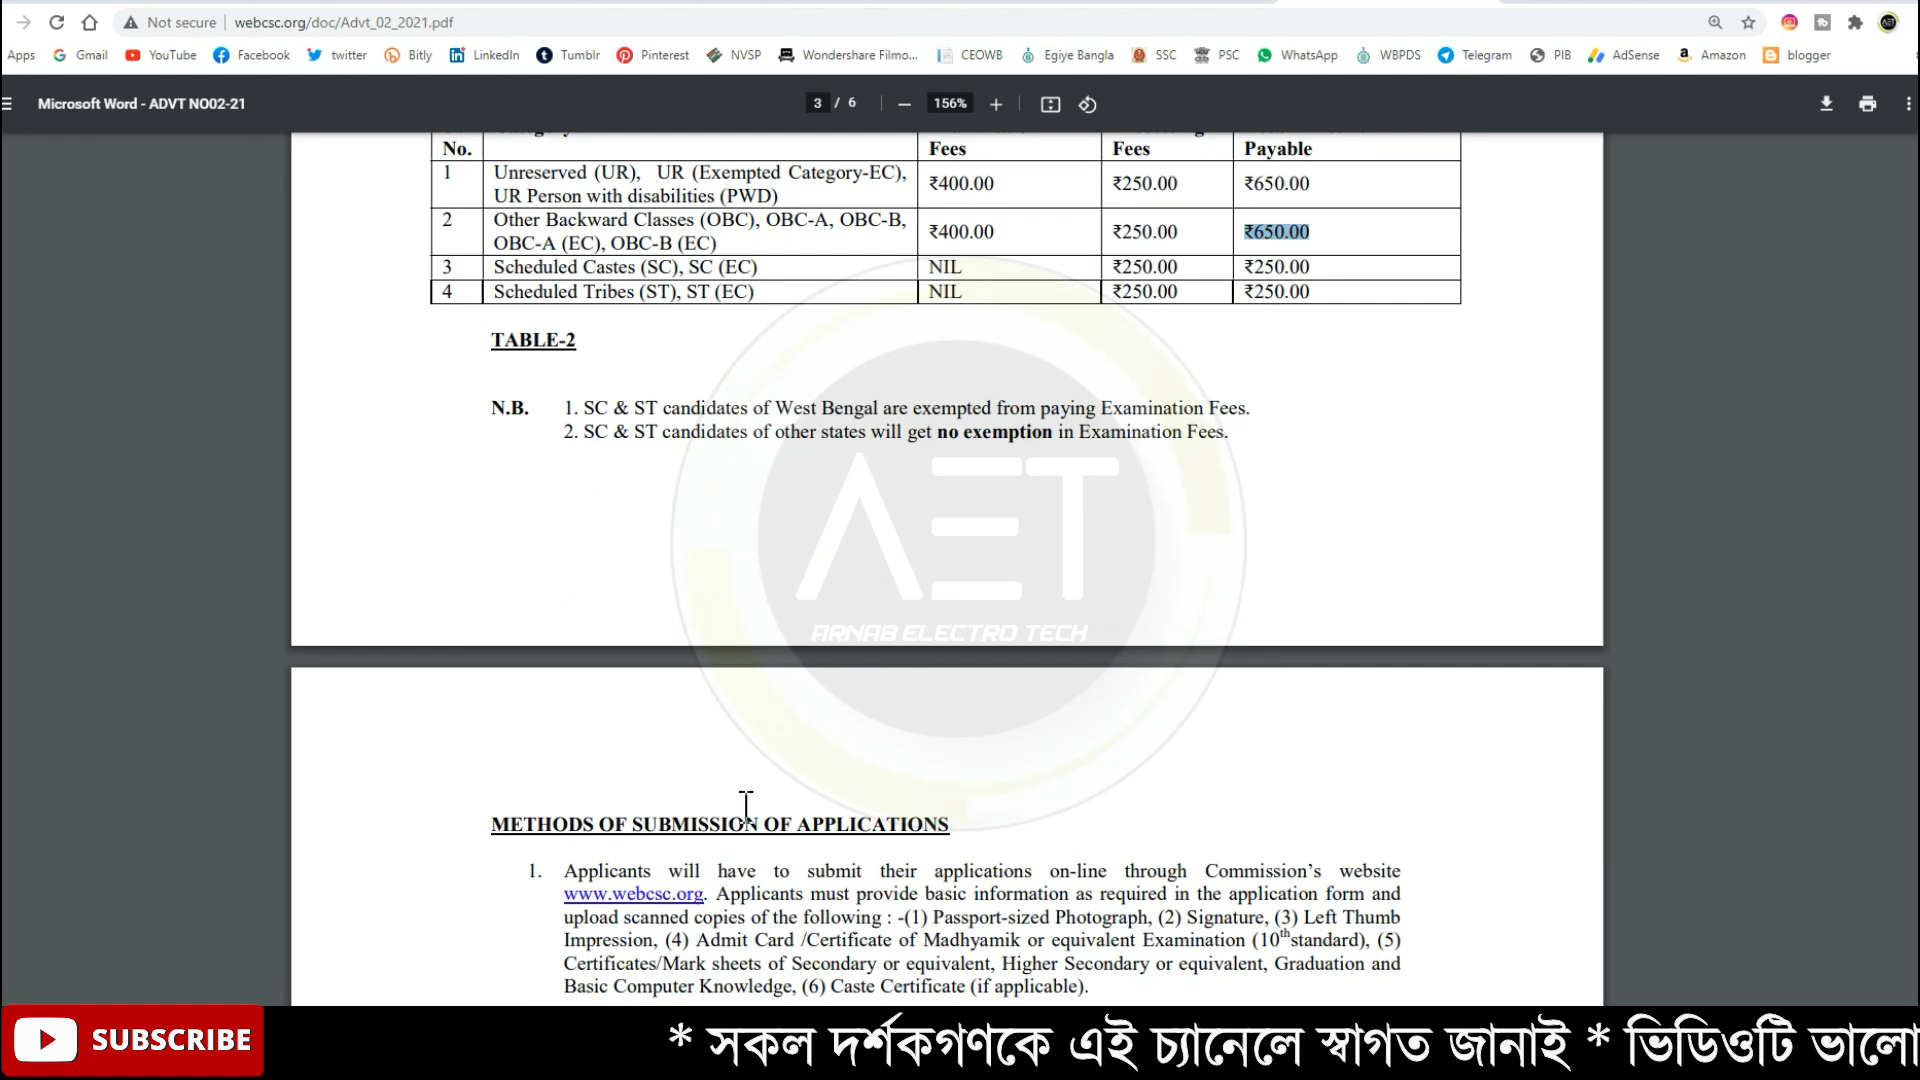 Not secure | webcsc.org/doc/Advt_02_2021.pdf
Apps Gmail YouTube Facebook twitter Bitly LinkedIn Tumblr Pinterest NVSP Wondershare Filmo... CEOWB Egiye Bangla SSC PSC WhatsApp WBPDS Telegram PIB AdSense Amazon blogger
Microsoft Word - ADVT NO02-21 3 / 6 156%
No. Fees Fees Payable
1 Unreserved (UR), UR (Exempted Category-EC), UR Person with disabilities (PWD) ₹400.00 ₹250.00 ₹650.00
2 Other Backward Classes (OBC), OBC-A, OBC-B, OBC-A (EC), OBC-B (EC) ₹400.00 ₹250.00 ₹650.00
3 Scheduled Castes (SC), SC (EC) NIL ₹250.00 ₹250.00
4 Scheduled Tribes (ST), ST (EC) NIL ₹250.00 ₹250.00
TABLE-2
N.B. 1. SC & ST candidates of West Bengal are exempted from paying Examination Fees.
2. SC & ST candidates of other states will get no exemption in Examination Fees.
AET
ARNAB ELECTRO TECH
METHODS OF SUBMISSION OF APPLICATIONS
1. Applicants will have to submit their applications on-line through Commission's website
www.webcsc.org. Applicants must provide basic information as required in the application form and
upload scanned copies of the following : -(1) Passport-sized Photograph, (2) Signature, (3) Left Thumb
Impression, (4) Admit Card /Certificate of Madhyamik or equivalent Examination (10thstandard), (5)
Certificates/Mark sheets of Secondary or equivalent, Higher Secondary or equivalent, Graduation and
Basic Computer Knowledge, (6) Caste Certificate (if applicable).
SUBSCRIBE * সকল দর্শকগণকে এই চ্যানেলে স্বাগত জানাই * ভিডিওটি ভালো